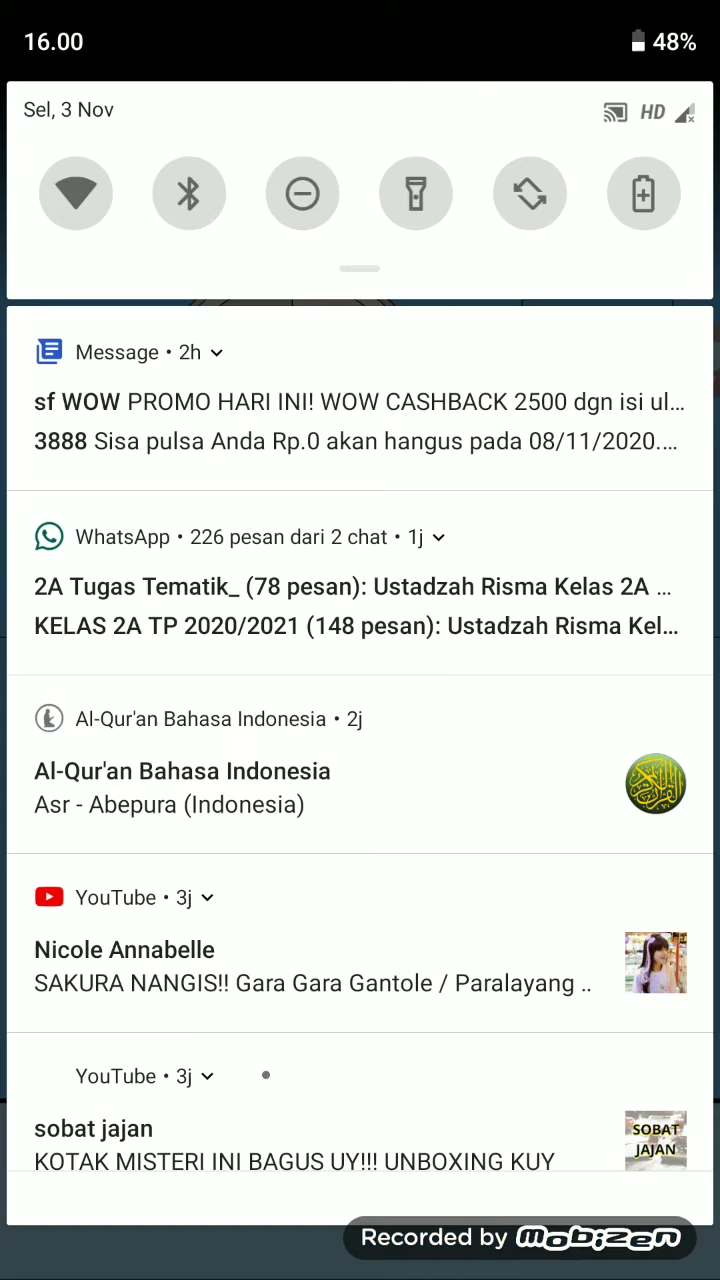 16.00
48%
Sel, 3 Nov
HD
Message • 2h
sf WOW PROMO HARI INI! WOW CASHBACK 2500 dgn isi ul...
3888 Sisa pulsa Anda Rp.0 akan hangus pada 08/11/2020....
WhatsApp • 226 pesan dari 2 chat • 1j
2A Tugas Tematik_ (78 pesan): Ustadzah Risma Kelas 2A ...
KELAS 2A TP 2020/2021 (148 pesan): Ustadzah Risma Kel...
Al-Qur'an Bahasa Indonesia • 2j
Al-Qur'an Bahasa Indonesia
Asr - Abepura (Indonesia)
YouTube • 3j
Nicole Annabelle
SAKURA NANGIS!! Gara Gara Gantole / Paralayang ..
YouTube • 3j
sobat jajan
KOTAK MISTERI INI BAGUS UY!!! UNBOXING KUY
SOBAT
JAJAN
Recorded by mobizen